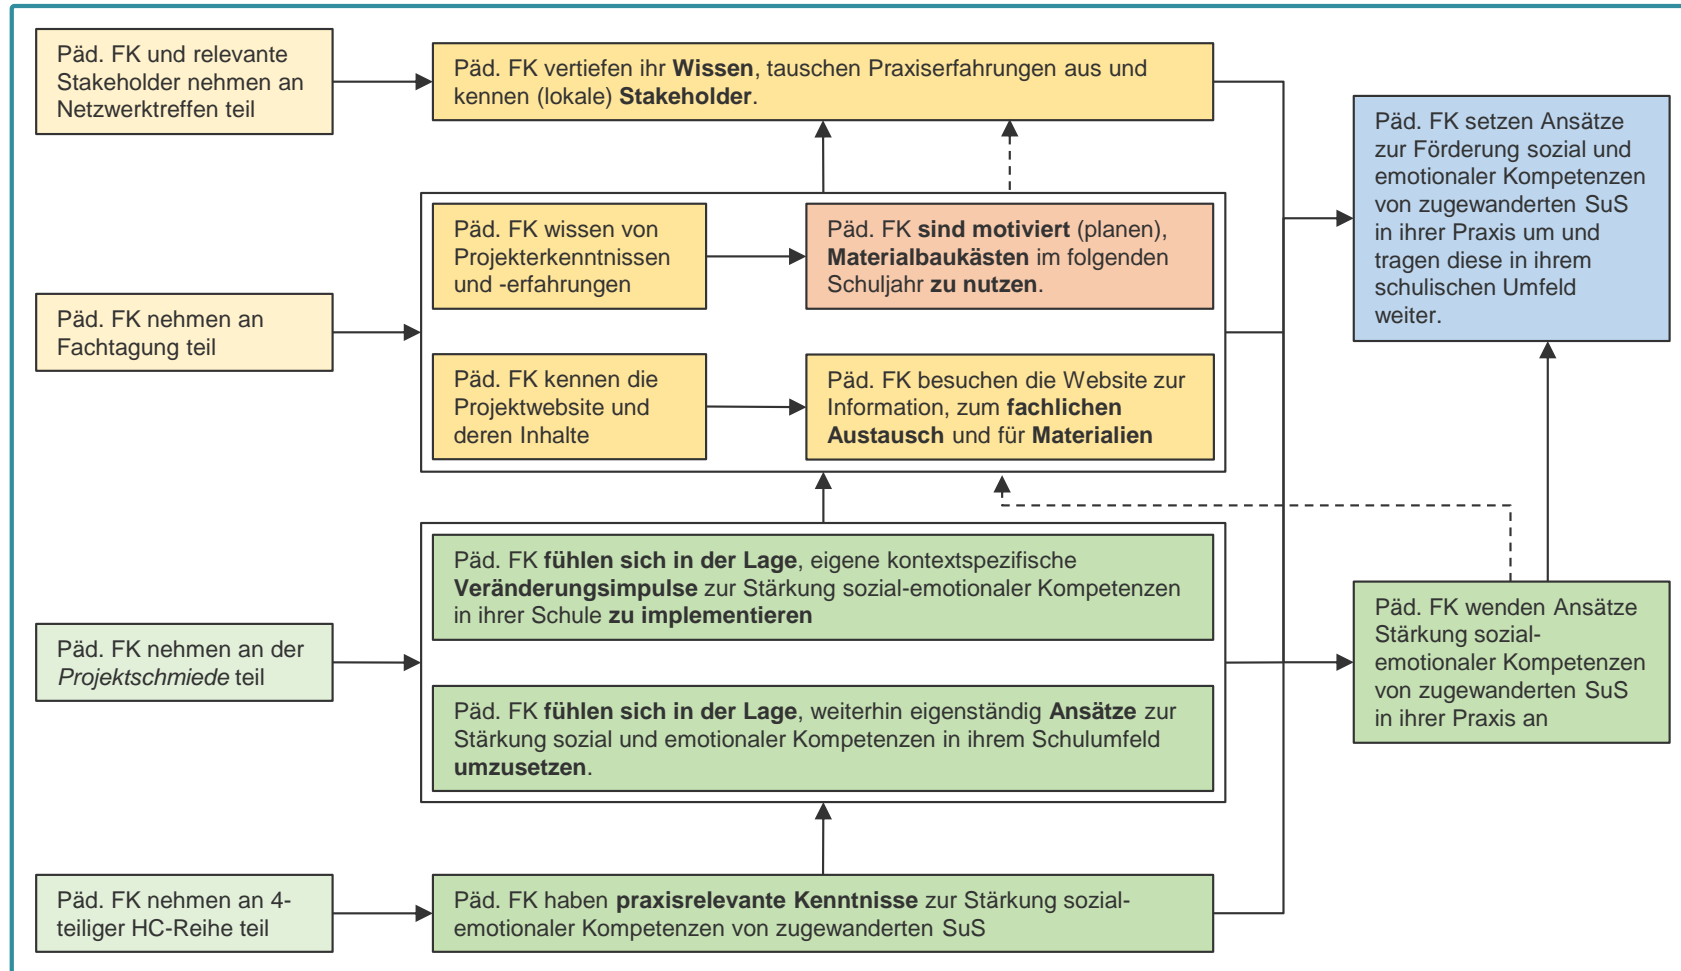 Päd. FK und relevante
Stakeholder nehmen an
Netzwerktreffen teil
Päd. FK vertiefen ihr Wissen, tauschen Praxiserfahrungen aus und
kennen (lokale) Stakeholder.
Päd. FK setzen Ansätze
zur Förderung sozial und
emotionaler Kompetenzen
von zugewanderten SuS
in ihrer Praxis um und
tragen diese in ihrem
schulischen Umfeld
weiter.
Päd. FK wissen von
Projekterkenntnissen
und -erfahrungen
Päd. FK sind motiviert (planen),
Materialbaukästen im folgenden
Schuljahr zu nutzen.
Päd. FK nehmen an
Fachtagung teil
Päd. FK kennen die
Projektwebsite und
deren Inhalte
Päd. FK besuchen die Website zur
Information, zum fachlichen
Austausch und für Materialien
Päd. FK fühlen sich in der Lage, eigene kontextspezifische
Veränderungsimpulse zur Stärkung sozial-emotionaler Kompetenzen
in ihrer Schule zu implementieren
Päd. FK nehmen an der
Projektschmiede teil
Päd. FK wenden Ansätze
Stärkung sozial-
emotionaler Kompetenzen
von zugewanderten SuS
in ihrer Praxis an
Päd. FK fühlen sich in der Lage, weiterhin eigenständig Ansätze zur
Stärkung sozial und emotionaler Kompetenzen in ihrem Schulumfeld
umzusetzen.
Päd. FK nehmen an 4-
teiliger HC-Reihe teil
Päd. FK haben praxisrelevante Kenntnisse zur Stärkung sozial-
emotionaler Kompetenzen von zugewanderten SuS